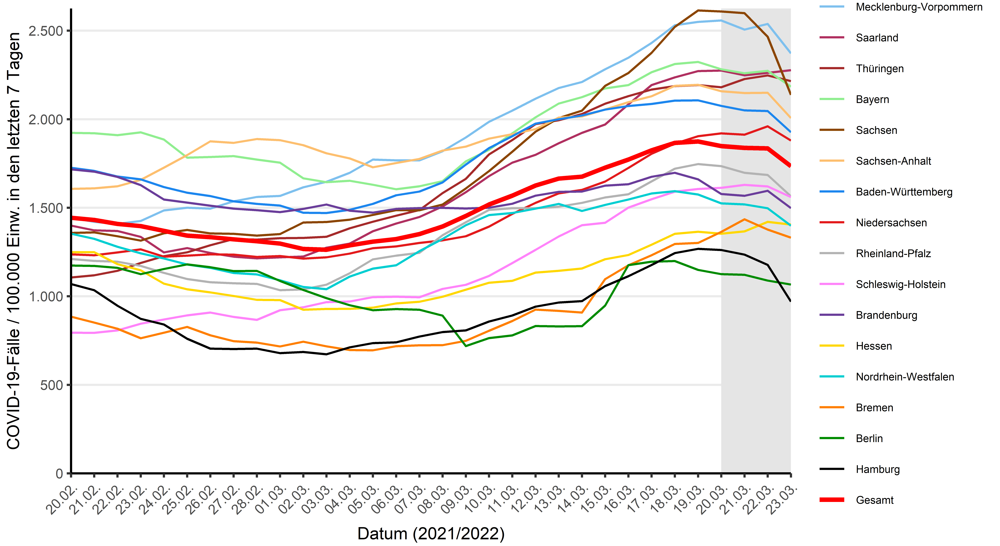 COVID-19-Fälle / 100.000 Einw. in den letzten 7 Tagen
2.500
2.000
1.500
1.000
500
0
20.02.
21.02.
22.02.
23.02.
24.02.
25.02.
26.02.
27.02.
28.02.
01.03.
02.03.
03.03.
04.03.
05.03.
06.03.
07.03.
08.03.
09.03.
10.03.
11.03.
12.03.
13.03.
14.03.
15.03.
16.03.
17.03.
18.03.
19.03.
20.03.
21.03.
22.03.
23.03.
Datum (2021/2022)
Mecklenburg-Vorpommern
Saarland
Thüringen
Bayern
Sachsen
Sachsen-Anhalt
Baden-Württemberg
Niedersachsen
Rheinland-Pfalz
Schleswig-Holstein
Brandenburg
Hessen
Nordrhein-Westfalen
Bremen
Berlin
Hamburg
Gesamt